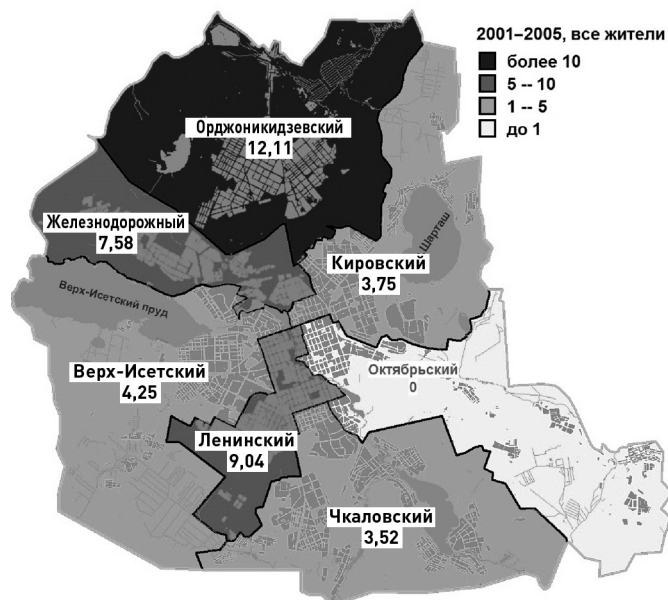 2001–2005, все жители
более 10
5 -- 10
1 -- 5
до 1
Орджоникидзевский
12,11
Железнодорожный
7,58
Шарташ
Кировский
3,75
Верх-Исетский пруд
Верх-Исетский
4,25
Октябрьский
0
Ленинский
9,04
Чкаловский
3,52